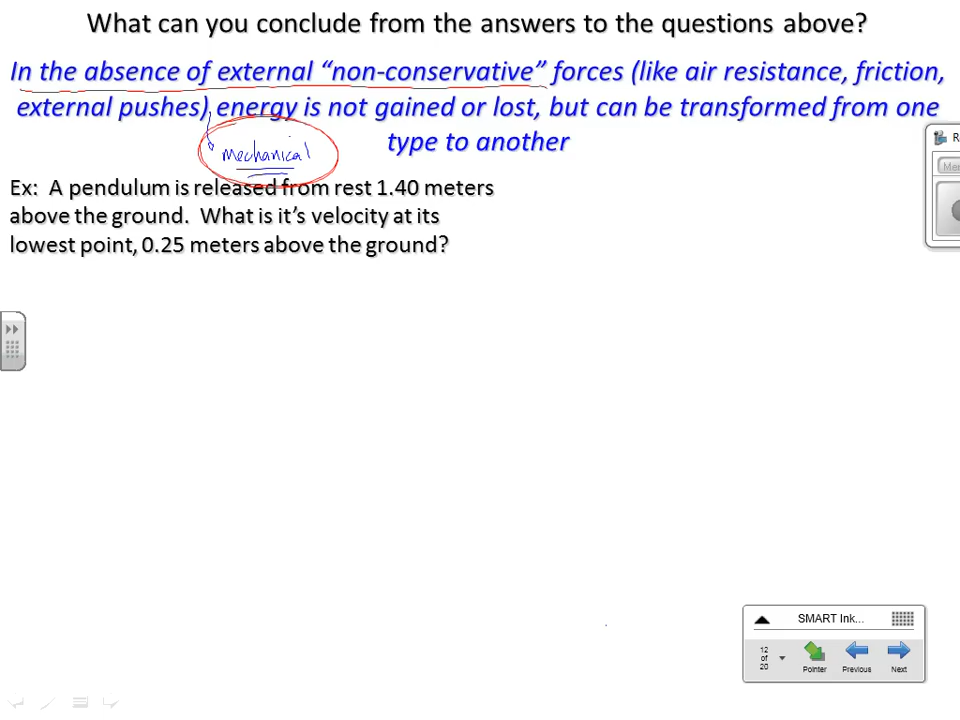 What can you conclude from the answers to the questions above?
In the absence of external “non-conservative” forces (like air resistance, friction,
external pushes) energy is not gained or lost, but can be transformed from one
type to another
mechanical
Ex: A pendulum is released from rest 1.40 meters
above the ground. What is it’s velocity at its
lowest point, 0.25 meters above the ground?
SMART Ink...
12
of
20
Pointer
Previous
Next